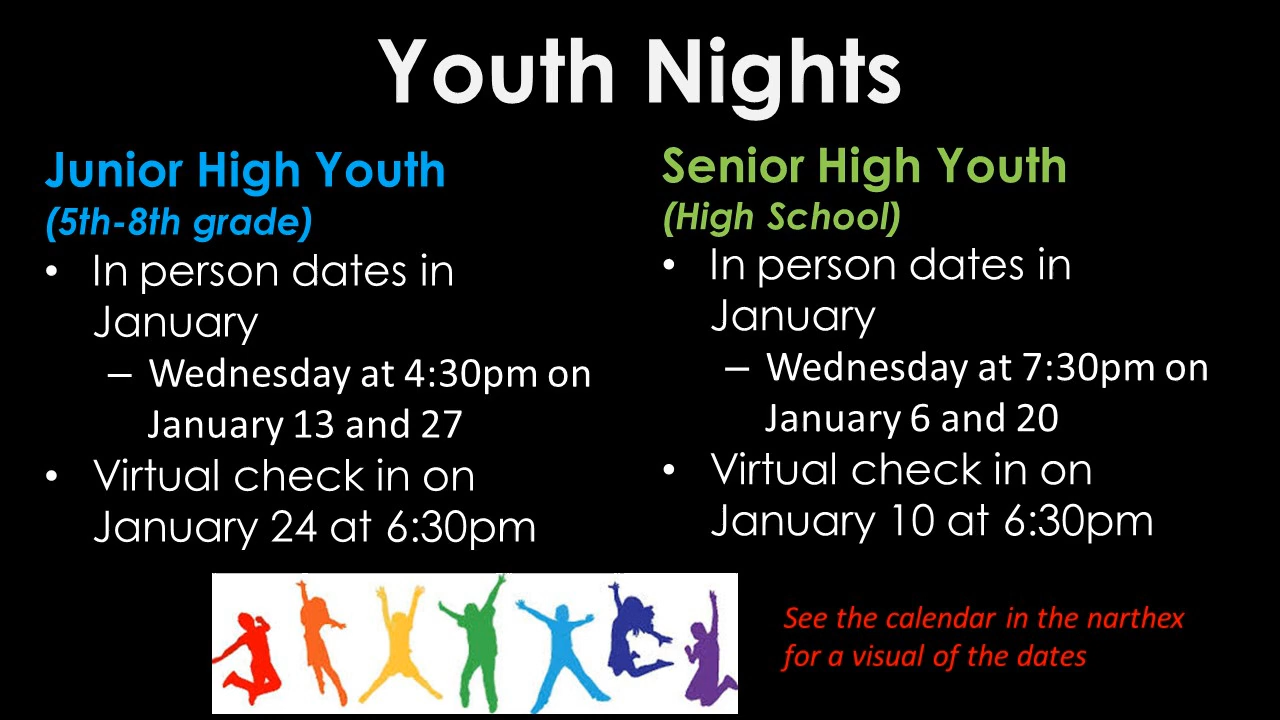 Youth Nights
Junior High Youth
(5th-8th grade)
• In person dates in
January
– Wednesday at 4:30pm on
January 13 and 27
• Virtual check in on
January 24 at 6:30pm
Senior High Youth
(High School)
• In person dates in
January
– Wednesday at 7:30pm on
January 6 and 20
• Virtual check in on
January 10 at 6:30pm
See the calendar in the narthex
for a visual of the dates